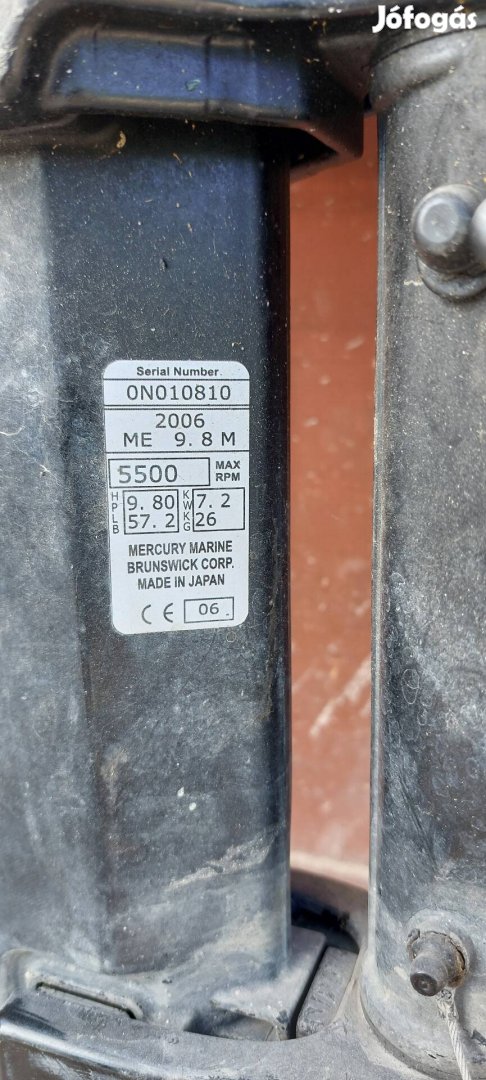 Jófogás
Serial Number
0N010810
2006
ME 9.8 M
5500 MAX RPM
HP 9.80 KW 7.2
LB 57.2 KG 26
MERCURY MARINE
BRUNSWICK CORP.
MADE IN JAPAN
CE 06